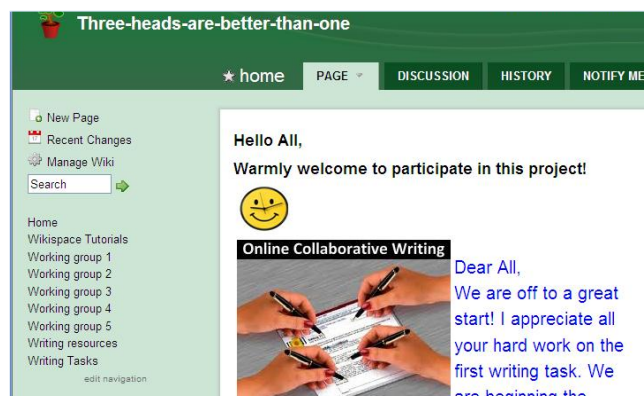 Three-heads-are-better-than-one
home PAGE DISCUSSION HISTORY NOTIFY ME
New Page
Recent Changes
Manage Wiki
Search
Home
Wikispace Tutorials
Working group 1
Working group 2
Working group 3
Working group 4
Working group 5
Writing resources
Writing Tasks
edit navigation
Hello All,
Warmly welcome to participate in this project!
Online Collaborative Writing
Dear All,
We are off to a great
start! I appreciate all
your hard work on the
first writing task. We
are beginning the